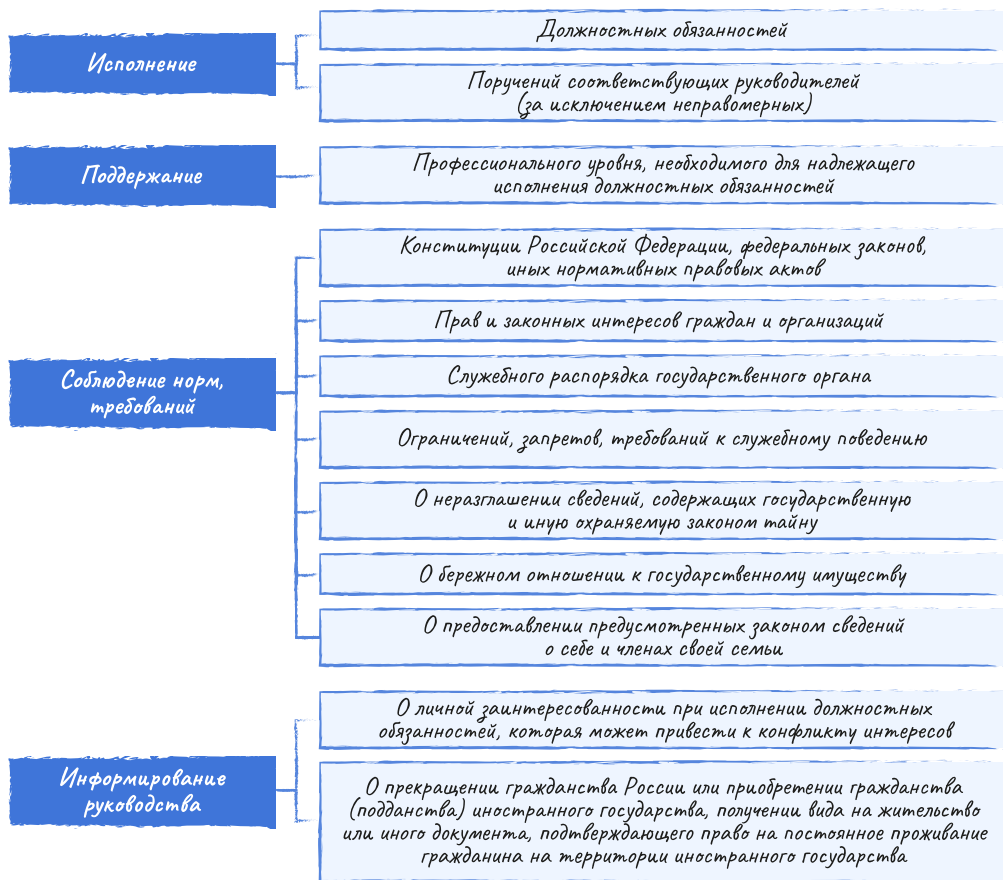 Исполнение
Должностных обязанностей
Поручений соответствующих руководителей
(за исключением неправомерных)
Поддержание
Профессионального уровня, необходимого для надлежащего
исполнения должностных обязанностей
Соблюдение норм,
требований
Конституции Российской Федерации, федеральных законов,
иных нормативных правовых актов
Прав и законных интересов граждан и организаций
Служебного распорядка государственного органа
Ограничений, запретов, требований к служебному поведению
О неразглашении сведений, содержащих государственную
и иную охраняемую законом тайну
О бережном отношении к государственному имуществу
О предоставлении предусмотренных законом сведений
о себе и членах своей семьи
Информирование
руководства
О личной заинтересованности при исполнении должностных
обязанностей, которая может привести к конфликту интересов
О прекращении гражданства России или приобретении гражданства
(подданства) иностранного государства, получении вида на жительство
или иного документа, подтверждающего право на постоянное проживание
гражданина на территории иностранного государства